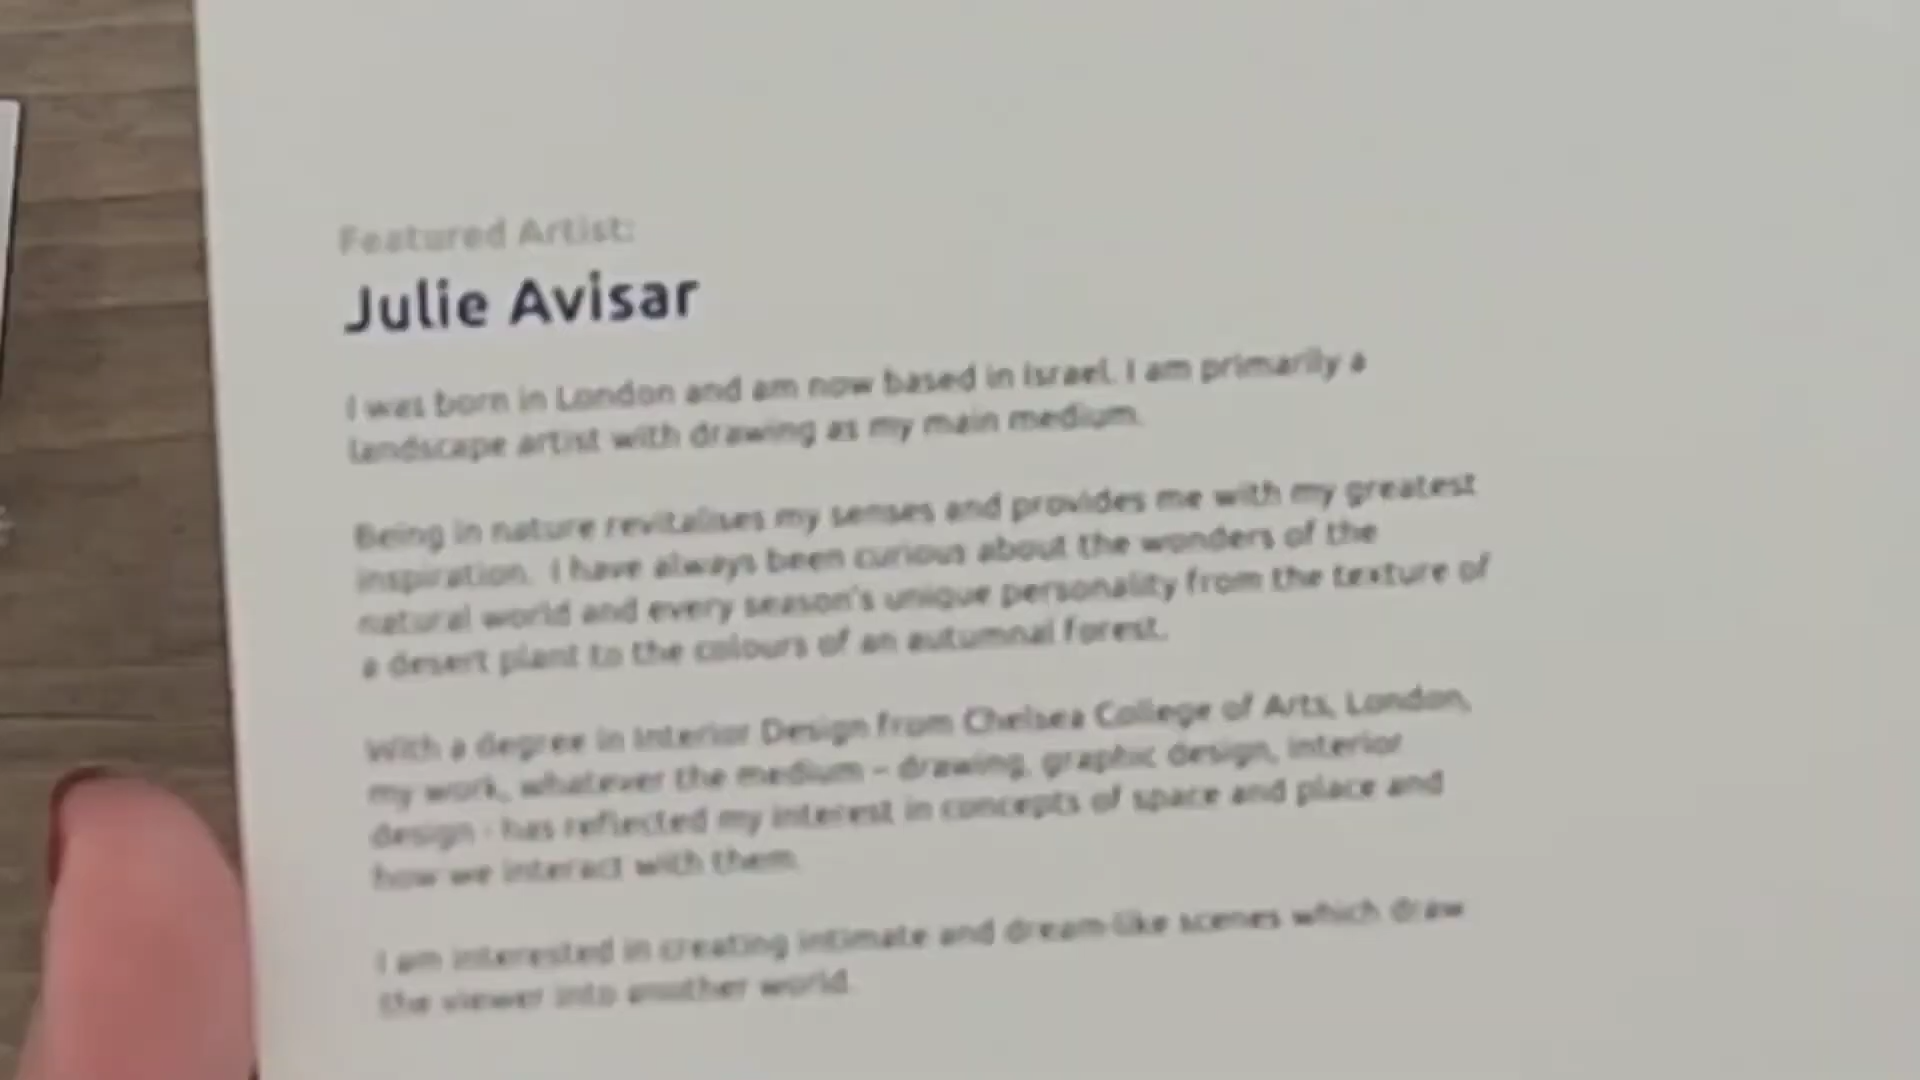 Featured Artist:
Julie Avisar
I was born in London and am now based in Israel. I am primarily a
landscape artist with drawing as my main medium.
Being in nature revitalises my senses and provides me with my greatest
inspiration. I have always been curious about the wonders of the
natural world and every season's unique personality from the texture of
a desert plant to the colours of an autumnal forest.
With a degree in Interior Design from Chelsea College of Arts, London,
my work, whatever the medium – drawing, graphic design, interior
design - has reflected my interest in concepts of space and place and
how we interact with them.
I am interested in creating intimate and dream-like scenes which draw
the viewer into another world.